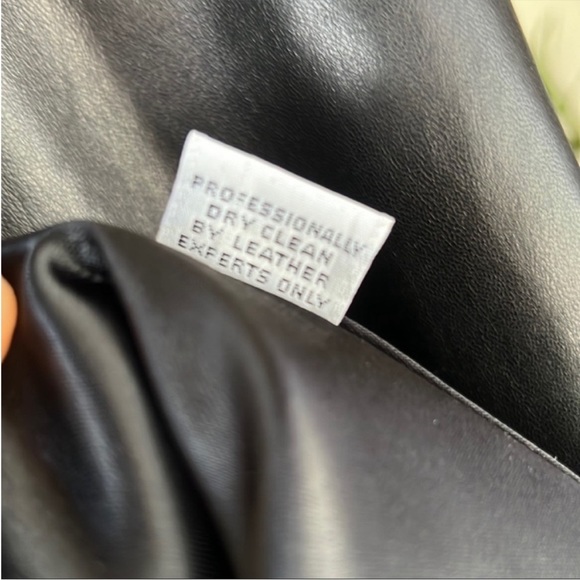 PROFESSIONALLY
DRY CLEAN
BY LEATHER
EXPERTS ONLY